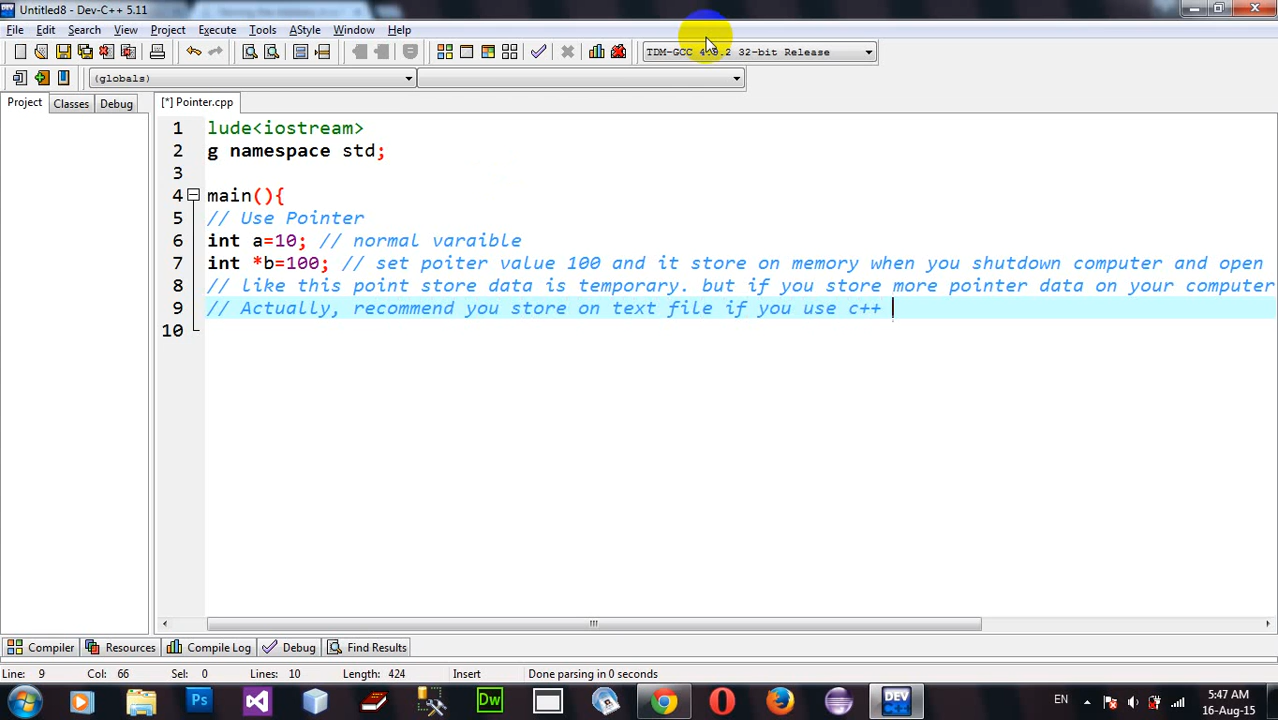 Untitled8 - Dev-C++ 5.11
File Edit Search View Project Execute Tools AStyle Window Help
TDM-GCC 4.9.2 32-bit Release
(globals)
Project Classes Debug [*] Pointer.cpp
1 lude<iostream>
2 g namespace std;
3
4 main(){
5 // Use Pointer
6 int a=10; // normal varaible
7 int *b=100; // set poiter value 100 and it store on memory when you shutdown computer and open
8 // like this point store data is temporary. but if you store more pointer data on your computer
9 // Actually, recommend you store on text file if you use c++
10
Compiler Resources Compile Log Debug Find Results
Line: 9 Col: 66 Sel: 0 Lines: 10 Length: 424 Insert Done parsing in 0 seconds
Ps Dw DEV C++ EN 5:47 AM
16-Aug-15